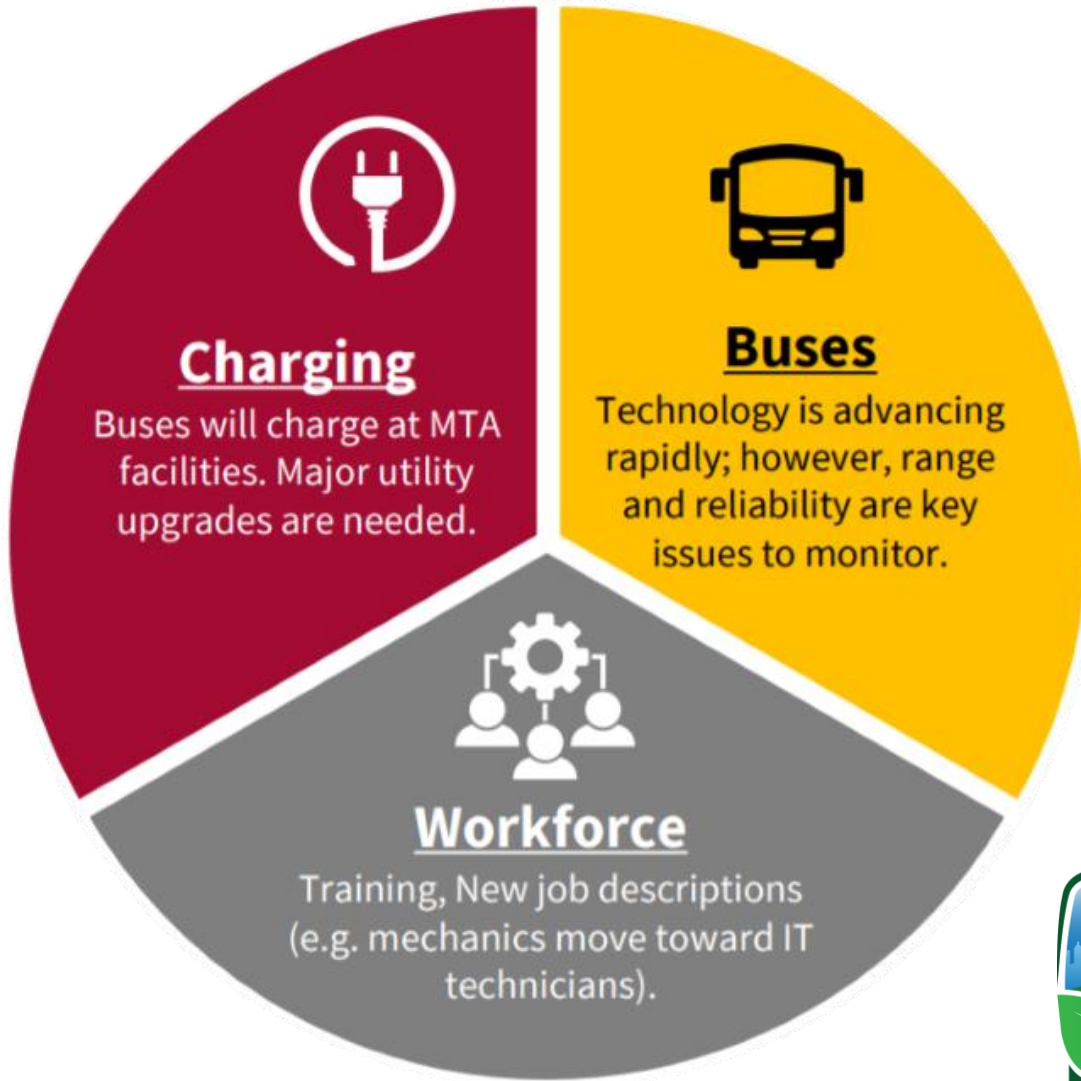 Charging
Buses will charge at MTA
facilities. Major utility
upgrades are needed.
Buses
Technology is advancing
rapidly; however, range
and reliability are key
issues to monitor.
Workforce
Training, New job descriptions
(e.g. mechanics move toward IT
technicians).